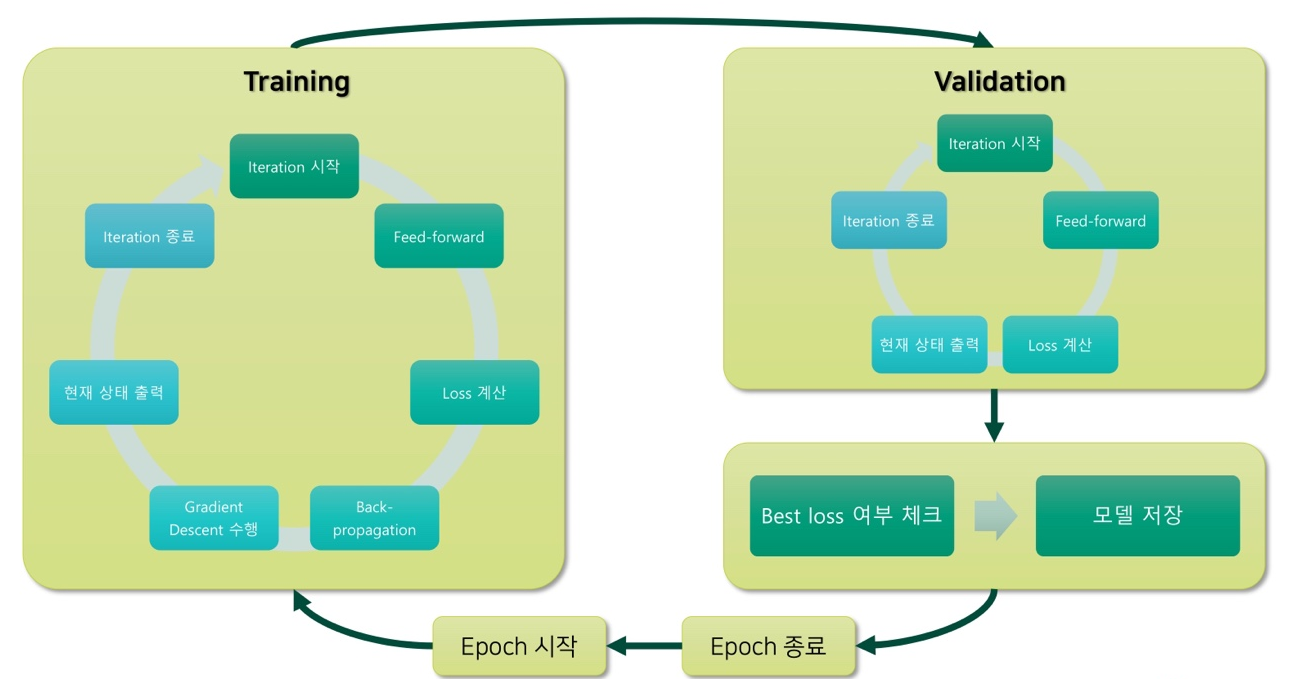 Training
Iteration 시작
Feed-forward
Loss 계산
Back-
propagation
Gradient
Descent 수행
현재 상태 출력
Iteration 종료
Validation
Iteration 시작
Feed-forward
Loss 계산
현재 상태 출력
Iteration 종료
Best loss 여부 체크
모델 저장
Epoch 종료
Epoch 시작